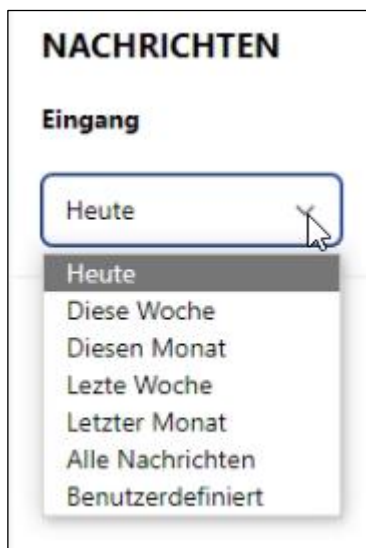 NACHRICHTEN
Eingang
Heute
Heute
Diese Woche
Diesen Monat
Lezte Woche
Letzter Monat
Alle Nachrichten
Benutzerdefiniert